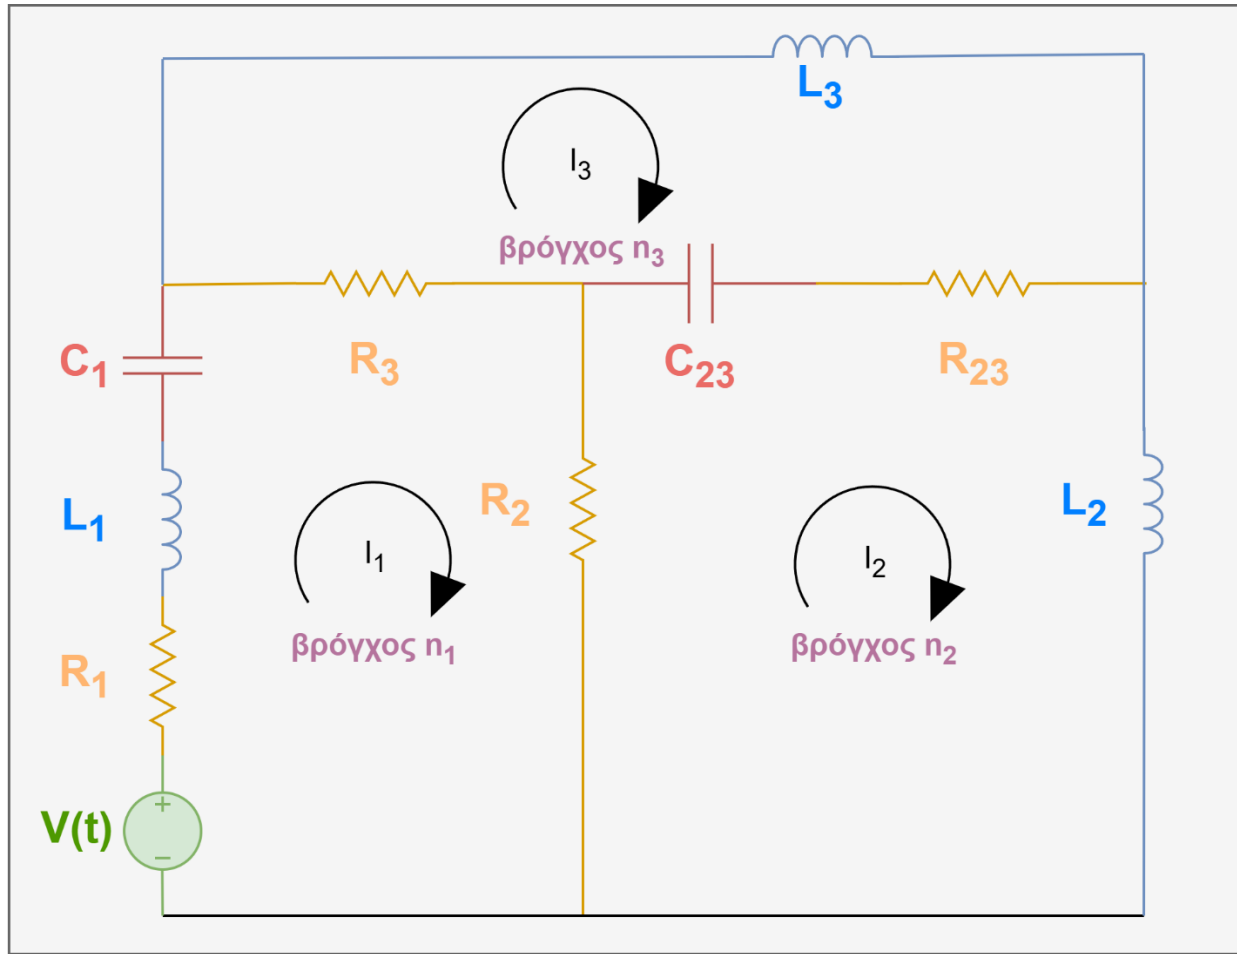 L3
I3
βρόγχος n3
C1
R3
C23
R23
L1
R2
L2
I1
I2
βρόγχος n1
βρόγχος n2
R1
V(t)
+
−